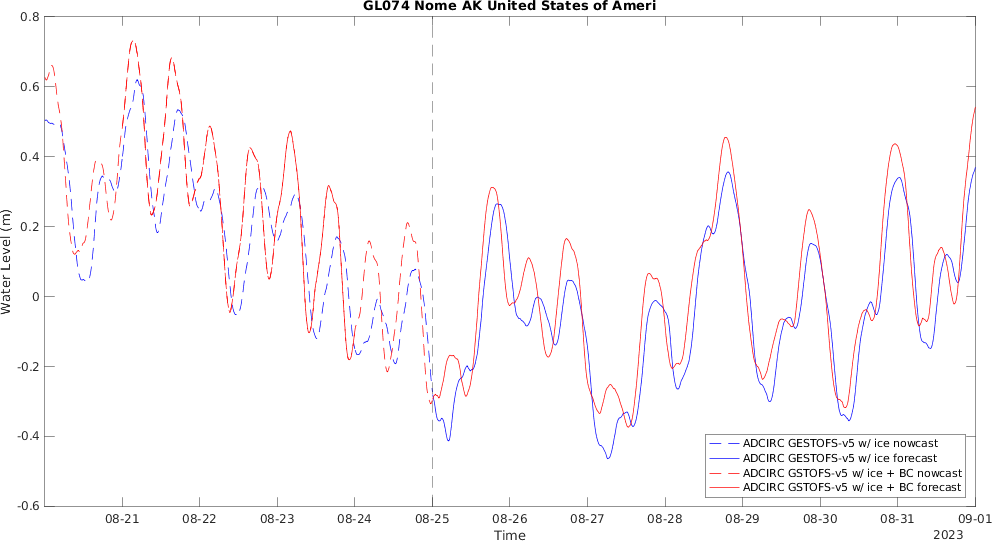 GL074 Nome AK United States of Ameri
Water Level (m)
0.8
0.6
0.4
0.2
0
-0.2
-0.4
-0.6
08-21 08-22 08-23 08-24 08-25 08-26 08-27 08-28 08-29 08-30 08-31 09-01
Time
2023
ADCIRC GESTOFS-v5 w/ ice nowcast
ADCIRC GESTOFS-v5 w/ ice forecast
ADCIRC GSTOFS-v5 w/ ice + BC nowcast
ADCIRC GSTOFS-v5 w/ ice + BC forecast